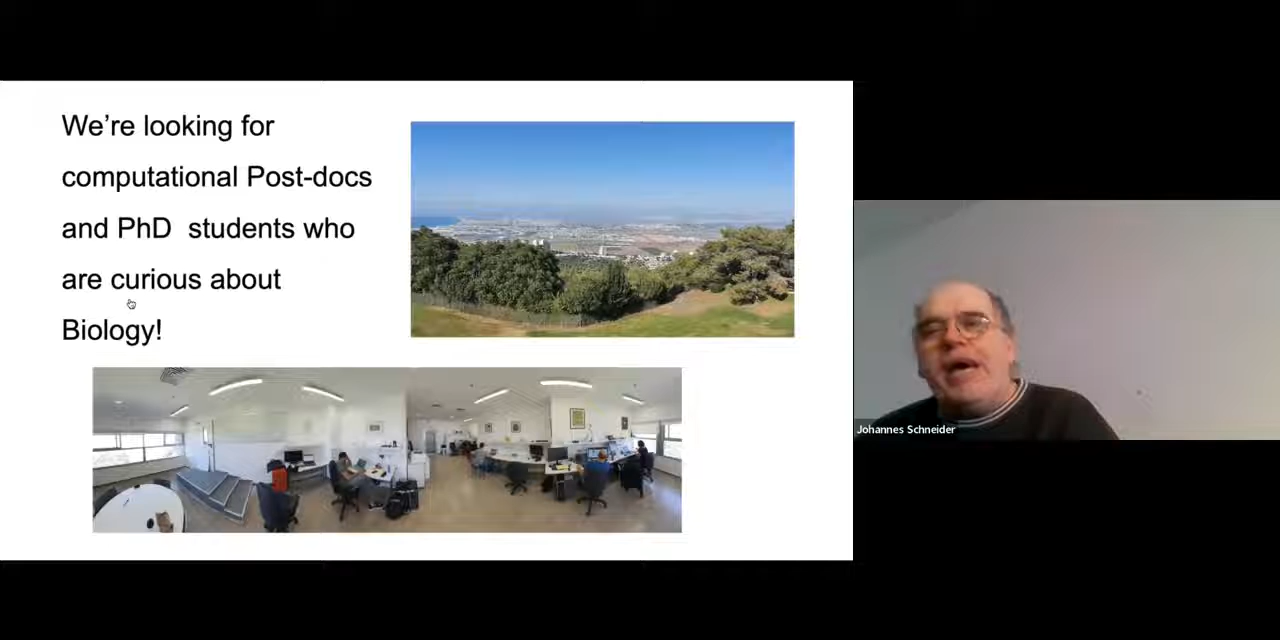 We’re looking for
computational Post-docs
and PhD  students who
are curious about
Biology!
Johannes Schneider